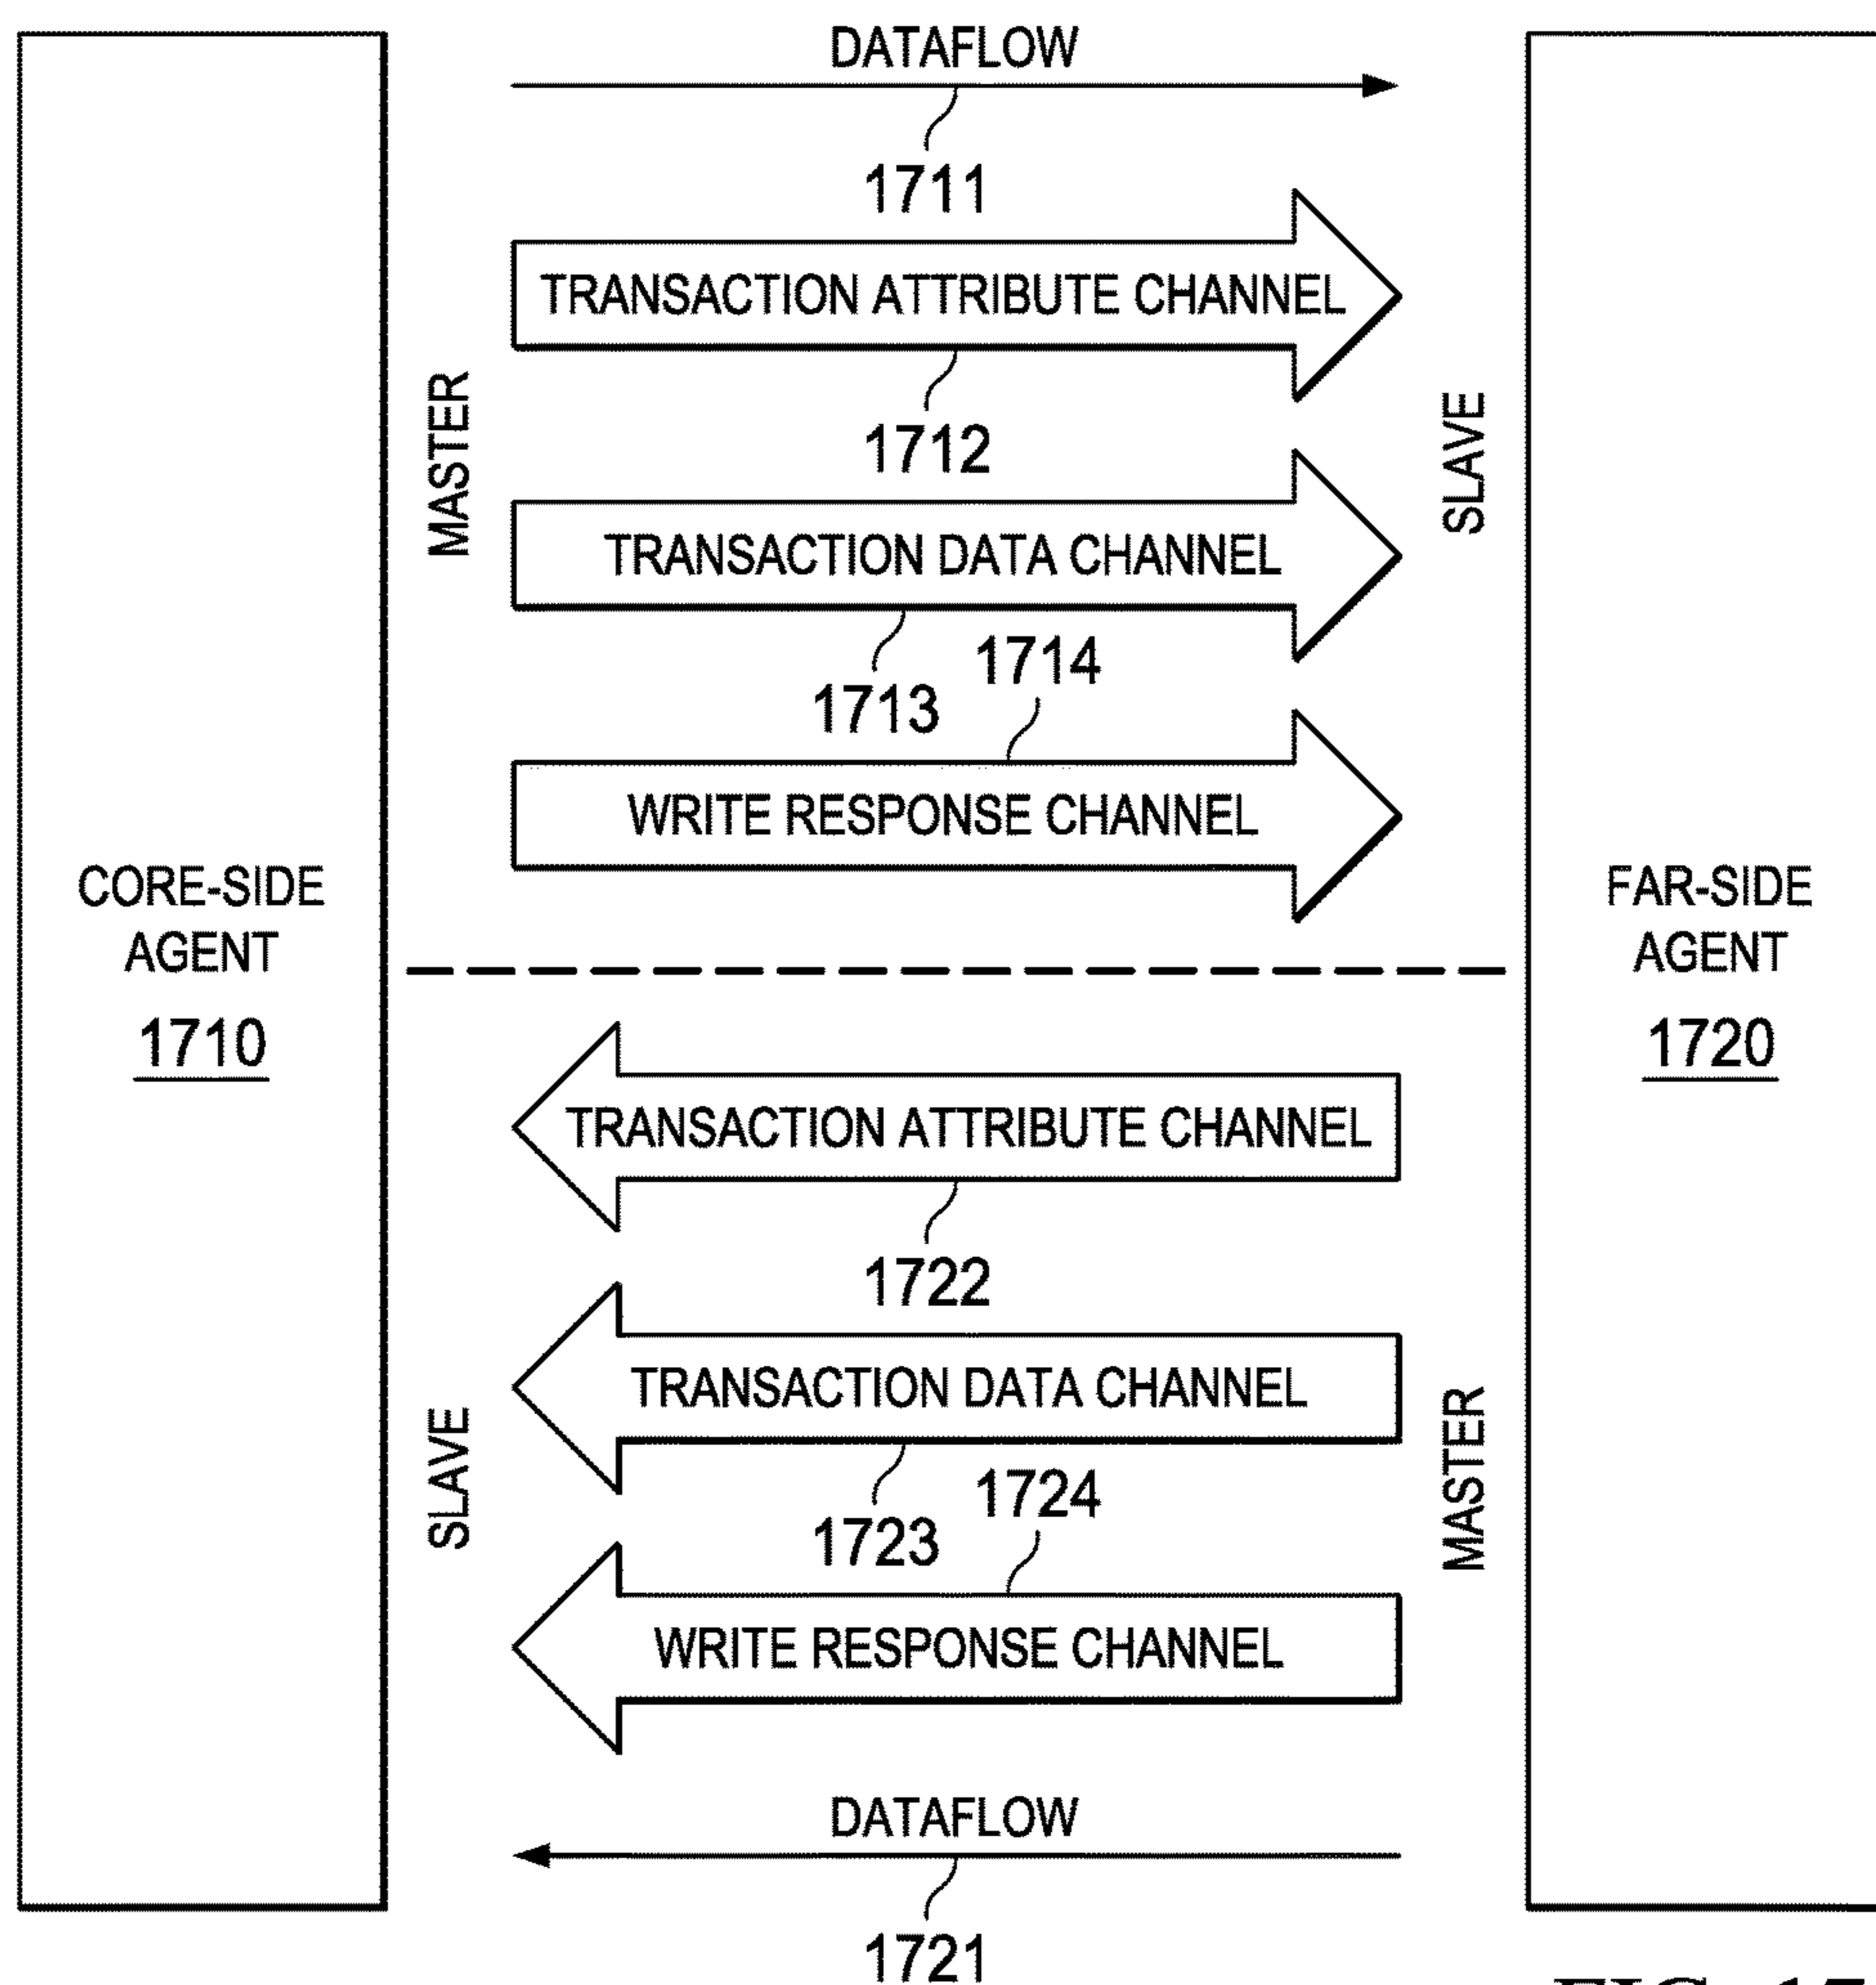 DATAFLOW
1711
TRANSACTION ATTRIBUTE CHANNEL
1712
MASTER
SLAVE
TRANSACTION DATA CHANNEL
1713
1714
WRITE RESPONSE CHANNEL
CORE-SIDE
AGENT
1710
FAR-SIDE
AGENT
1720
TRANSACTION ATTRIBUTE CHANNEL
1722
TRANSACTION DATA CHANNEL
SLAVE
MASTER
1723
1724
WRITE RESPONSE CHANNEL
DATAFLOW
1721